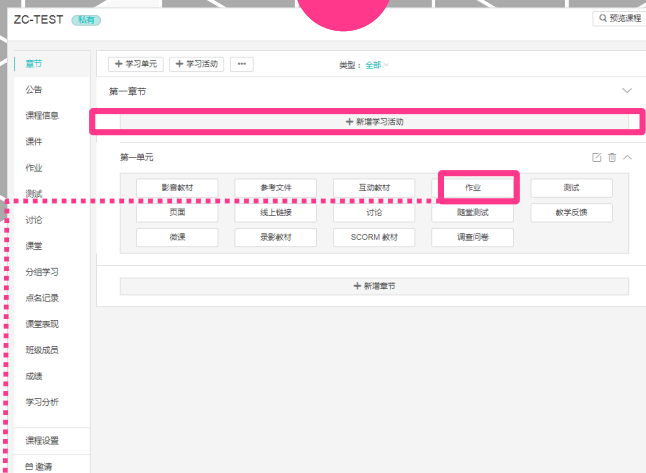 ZC-TEST 私有
预览课程
章节
公告
课程信息
课件
作业
测试
讨论
课堂
分组学习
点名记录
课堂表现
班级成员
成绩
学习分析
课程设置
邀请
+ 学习单元 + 学习活动 ··· 类型：全部
第一章节
+ 新增学习活动
第一单元
影音教材 参考文件 互动教材 作业 测试
页面 线上链接 讨论 随堂测试 教学反馈
微课 录影教材 SCORM 教材 调查问卷
+ 新增章节